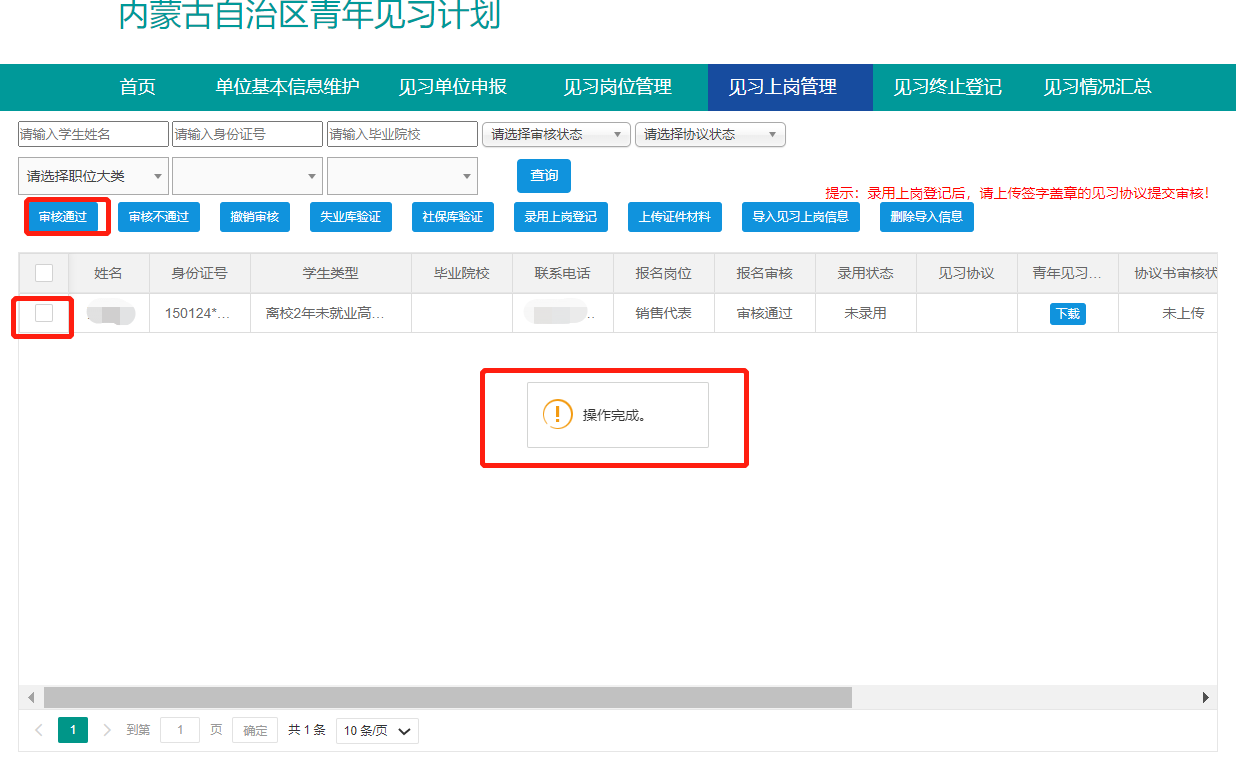 内蒙古自治区青年见习计划
首页 单位基本信息维护 见习单位申报 见习岗位管理 见习上岗管理 见习终止登记 见习情况汇总
请输入学生姓名 请输入身份证号 请输入毕业院校 请选择审核状态 请选择协议状态
请选择职位大类 查询
提示：录用上岗登记后，请上传签字盖章的见习协议提交审核！
审核通过 审核不通过 撤销审核 失业库验证 社保库验证 录用上岗登记 上传证件材料 导入见习上岗信息 删除导入信息
姓名 身份证号 学生类型 毕业院校 联系电话 报名岗位 报名审核 录用状态 见习协议 青年见习... 协议书审核状
150124*... 离校2年未就业高... .. 销售代表 审核通过 未录用 下载 未上传
操作完成。
1 到第 1 页 确定 共 1 条 10 条/页